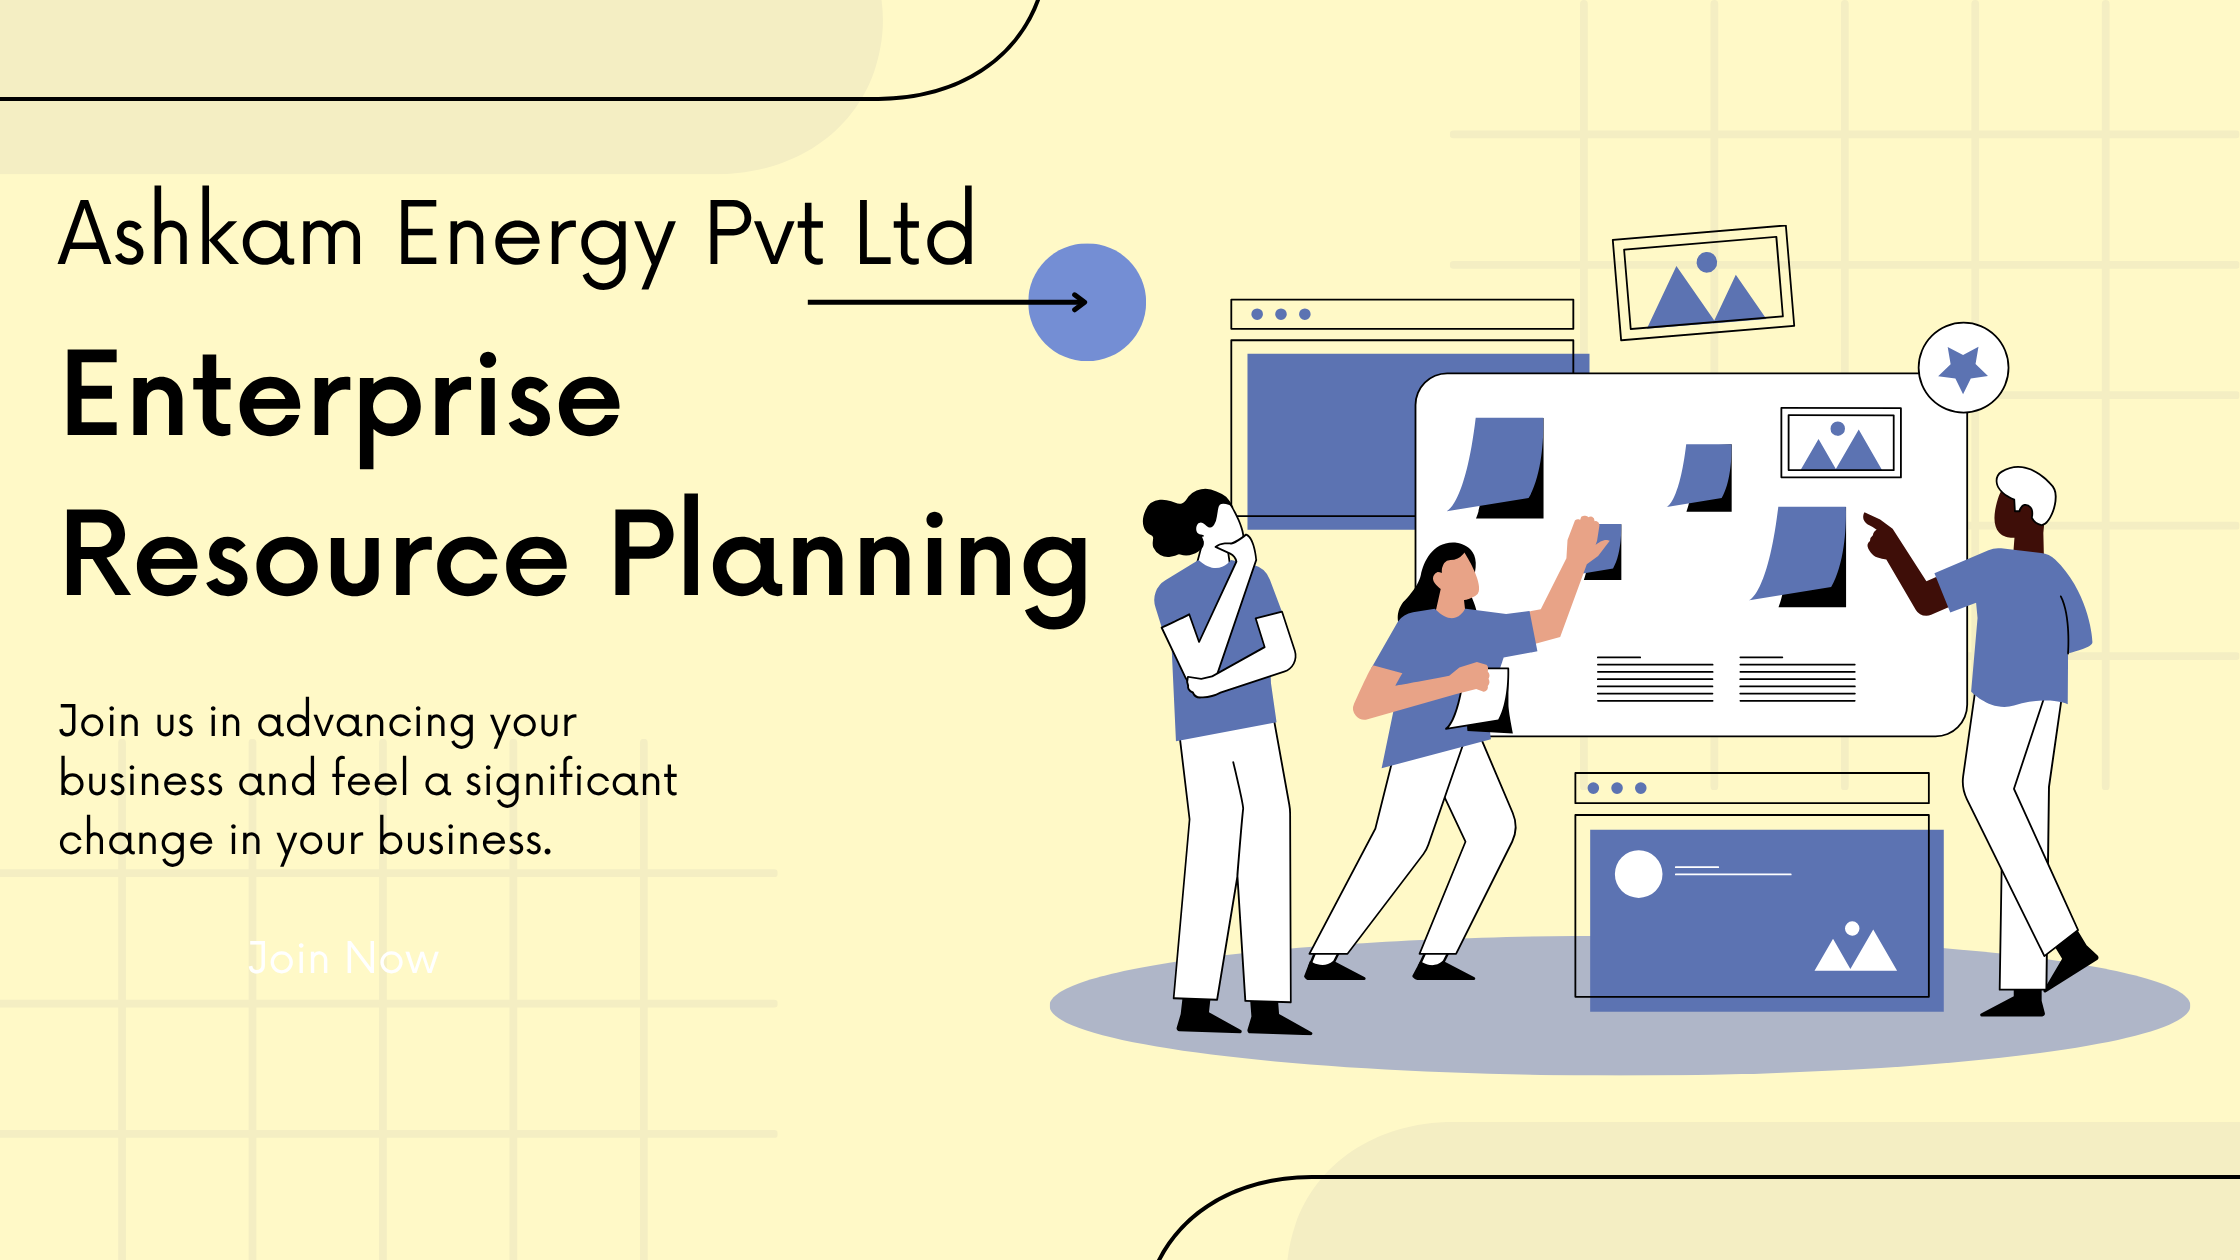 Ashkam Energy Pvt Ltd
Enterprise
Resource Planning
Join us in advancing your
business and feel a significant
change in your business.
Join Now